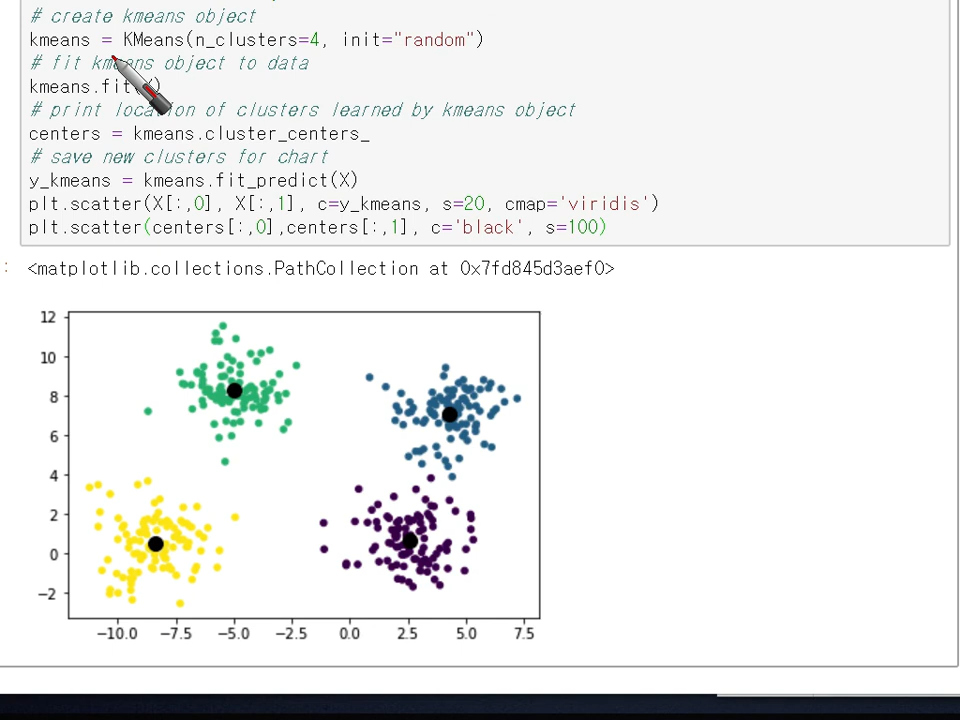 # create kmeans object
kmeans = KMeans(n_clusters=4, init="random")
# fit kmeans object to data
kmeans.fit(X)
# print location of clusters learned by kmeans object
centers = kmeans.cluster_centers_
# save new clusters for chart
y_kmeans = kmeans.fit_predict(X)
plt.scatter(X[:,0], X[:,1], c=y_kmeans, s=20, cmap='viridis')
plt.scatter(centers[:,0],centers[:,1], c='black', s=100)
: <matplotlib.collections.PathCollection at 0x7fd845d3aef0>
12
10
8
6
4
2
0
−2
−10.0 −7.5 −5.0 −2.5 0.0 2.5 5.0 7.5